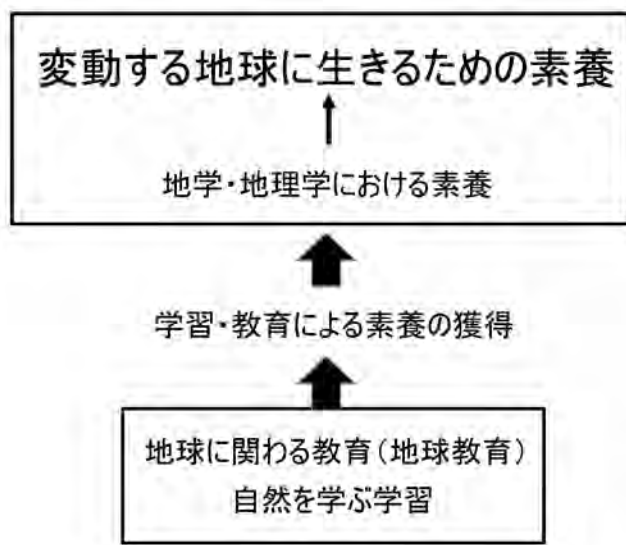 変動する地球に生きるための素養
地学・地理学における素養
学習・教育による素養の獲得
地球に関わる教育(地球教育)
自然を学ぶ学習